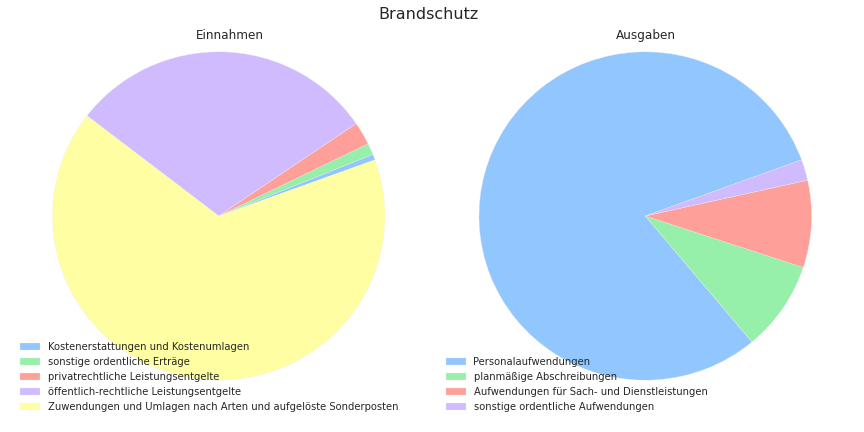 Brandschutz
Einnahmen
Kostenerstattungen und Kostenumlagen
sonstige ordentliche Erträge
privatrechtliche Leistungsentgelte
öffentlich-rechtliche Leistungsentgelte
Zuwendungen und Umlagen nach Arten und aufgelöste Sonderposten
Ausgaben
Personalaufwendungen
planmäßige Abschreibungen
Aufwendungen für Sach- und Dienstleistungen
sonstige ordentliche Aufwendungen